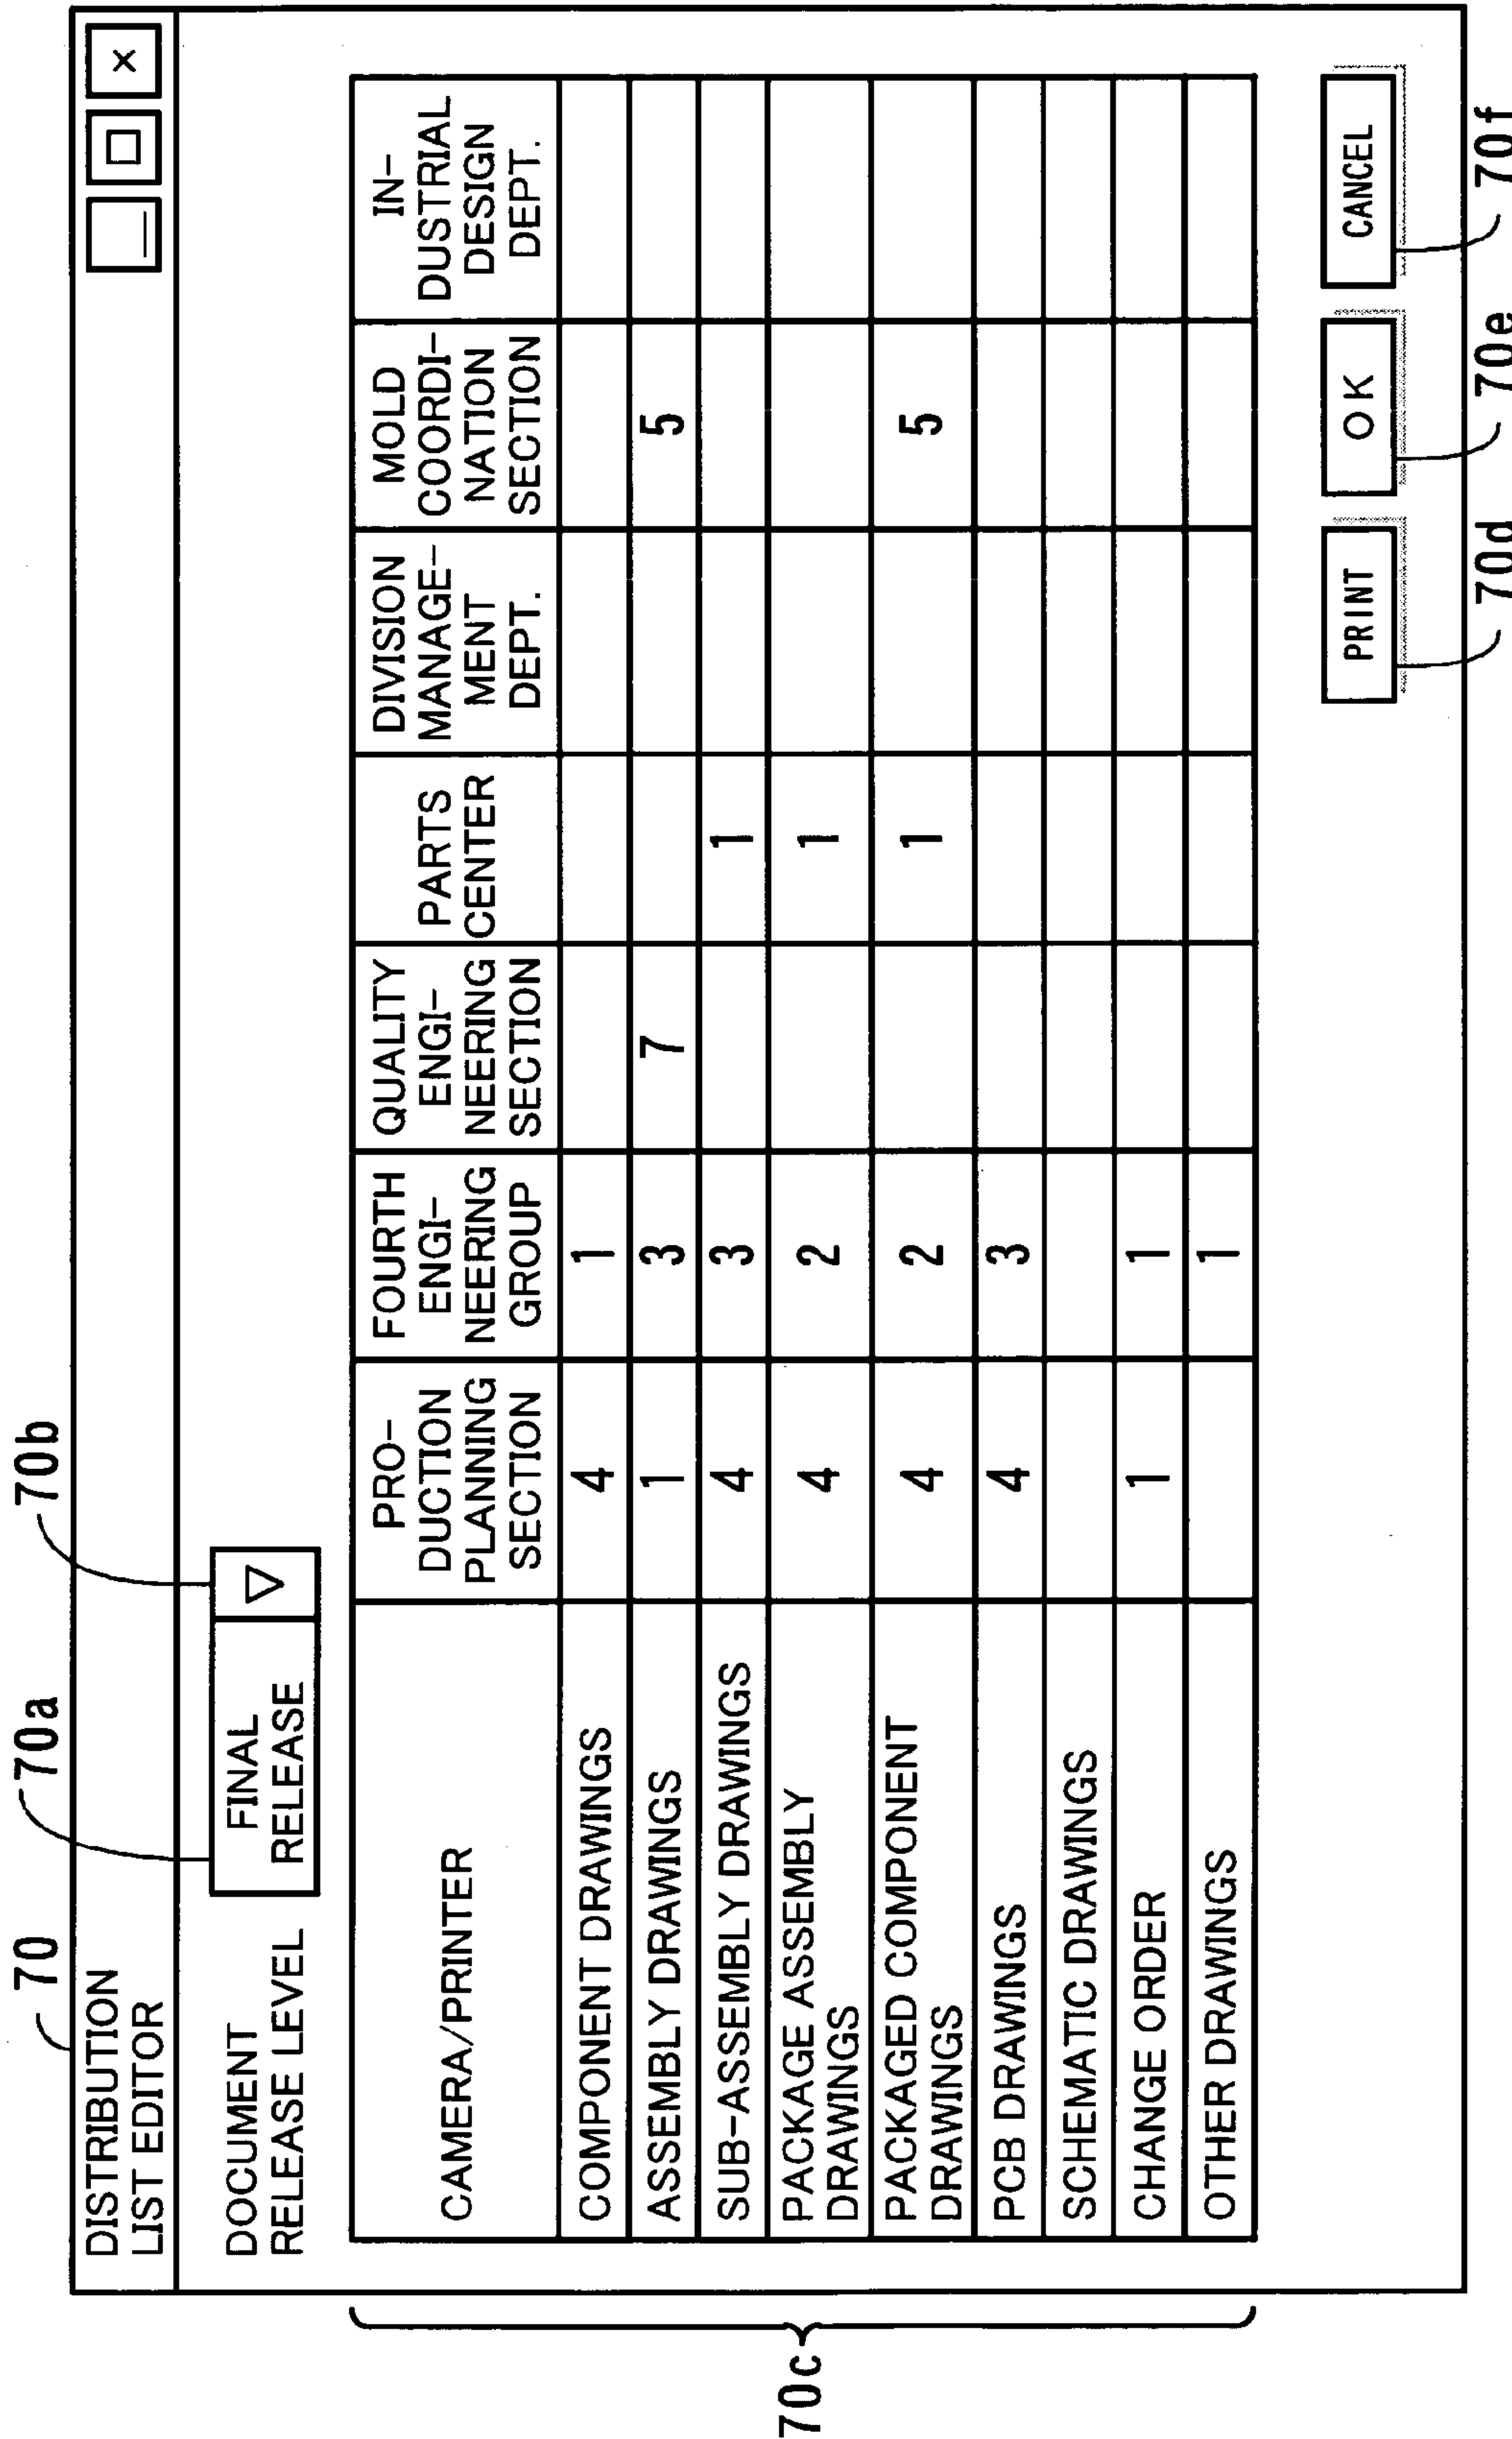 70
70a
70b
DISTRIBUTION
LIST EDITOR
×
DOCUMENT
RELEASE LEVEL
FINAL
RELEASE
▽
70c
CAMERA/PRINTER
PRO-
DUCTION
PLANNING
SECTION
FOURTH
ENGI-
NEERING
GROUP
QUALITY
ENGI-
NEERING
SECTION
PARTS
CENTER
DIVISION
MANAGE-
MENT
DEPT.
MOLD
COORDI-
NATION
SECTION
IN-
DUSTRIAL
DESIGN
DEPT.
COMPONENT DRAWINGS 4 1
ASSEMBLY DRAWINGS 1 3 7 5
SUB-ASSEMBLY DRAWINGS 4 3 1
PACKAGE ASSEMBLY
DRAWINGS
4 2 1
PACKAGED COMPONENT
DRAWINGS
4 2 1 5
PCB DRAWINGS 4 3
SCHEMATIC DRAWINGS
CHANGE ORDER 1 1
OTHER DRAWINGS 1
PRINT
OK
CANCEL
70d
70e
70f